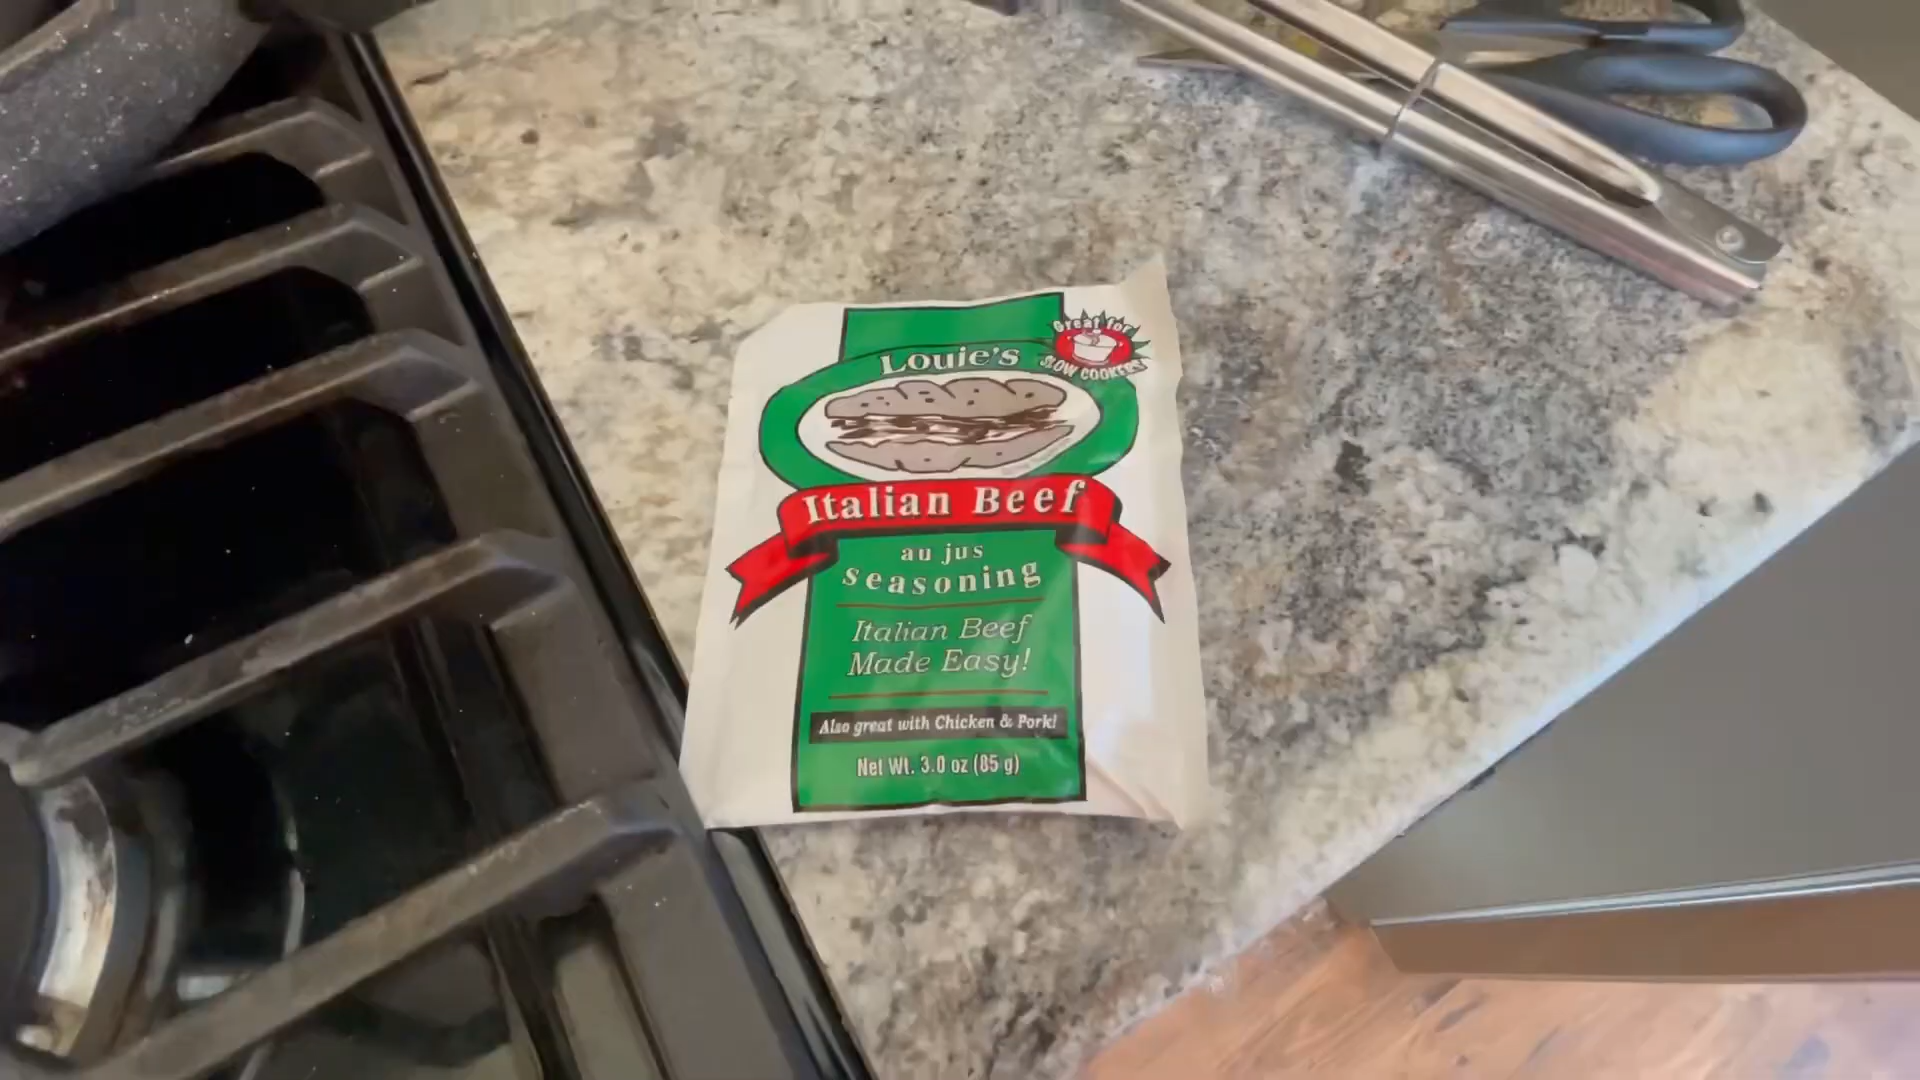 Louie's
Great for
SLOW COOKERS!
Italian Beef
au jus
seasoning
Italian Beef
Made Easy!
Also great with Chicken & Pork!
Net Wt. 3.0 oz (85 g)